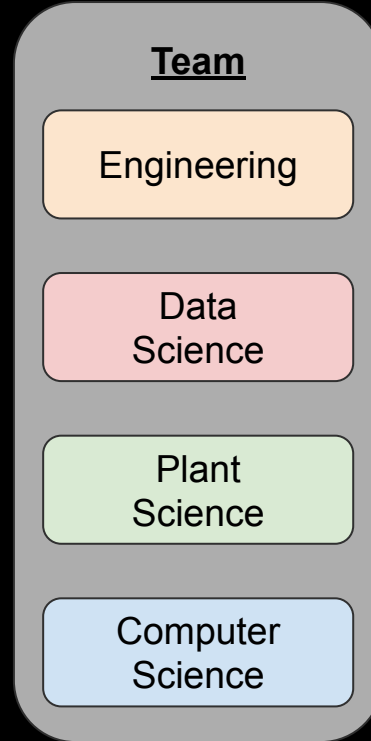 Team
Engineering
Data
Science
Plant
Science
Computer
Science